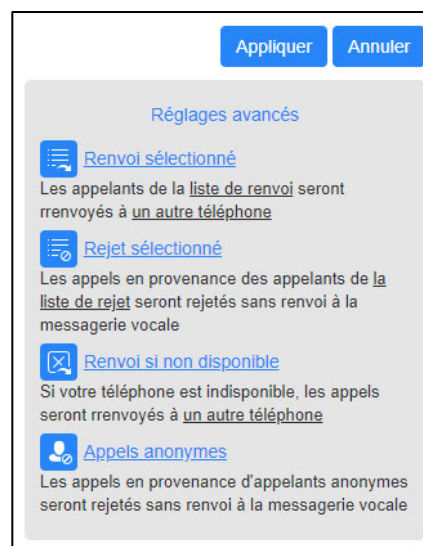 Appliquer Annuler
Réglages avancés
Renvoi sélectionné
Les appelants de la liste de renvoi seront
rrenvoyés à un autre téléphone
Rejet sélectionné
Les appels en provenance des appelants de la
liste de rejet seront rejetés sans renvoi à la
messagerie vocale
Renvoi si non disponible
Si votre téléphone est indisponible, les appels
seront rrenvoyés à un autre téléphone
Appels anonymes
Les appels en provenance d'appelants anonymes
seront rejetés sans renvoi à la messagerie vocale